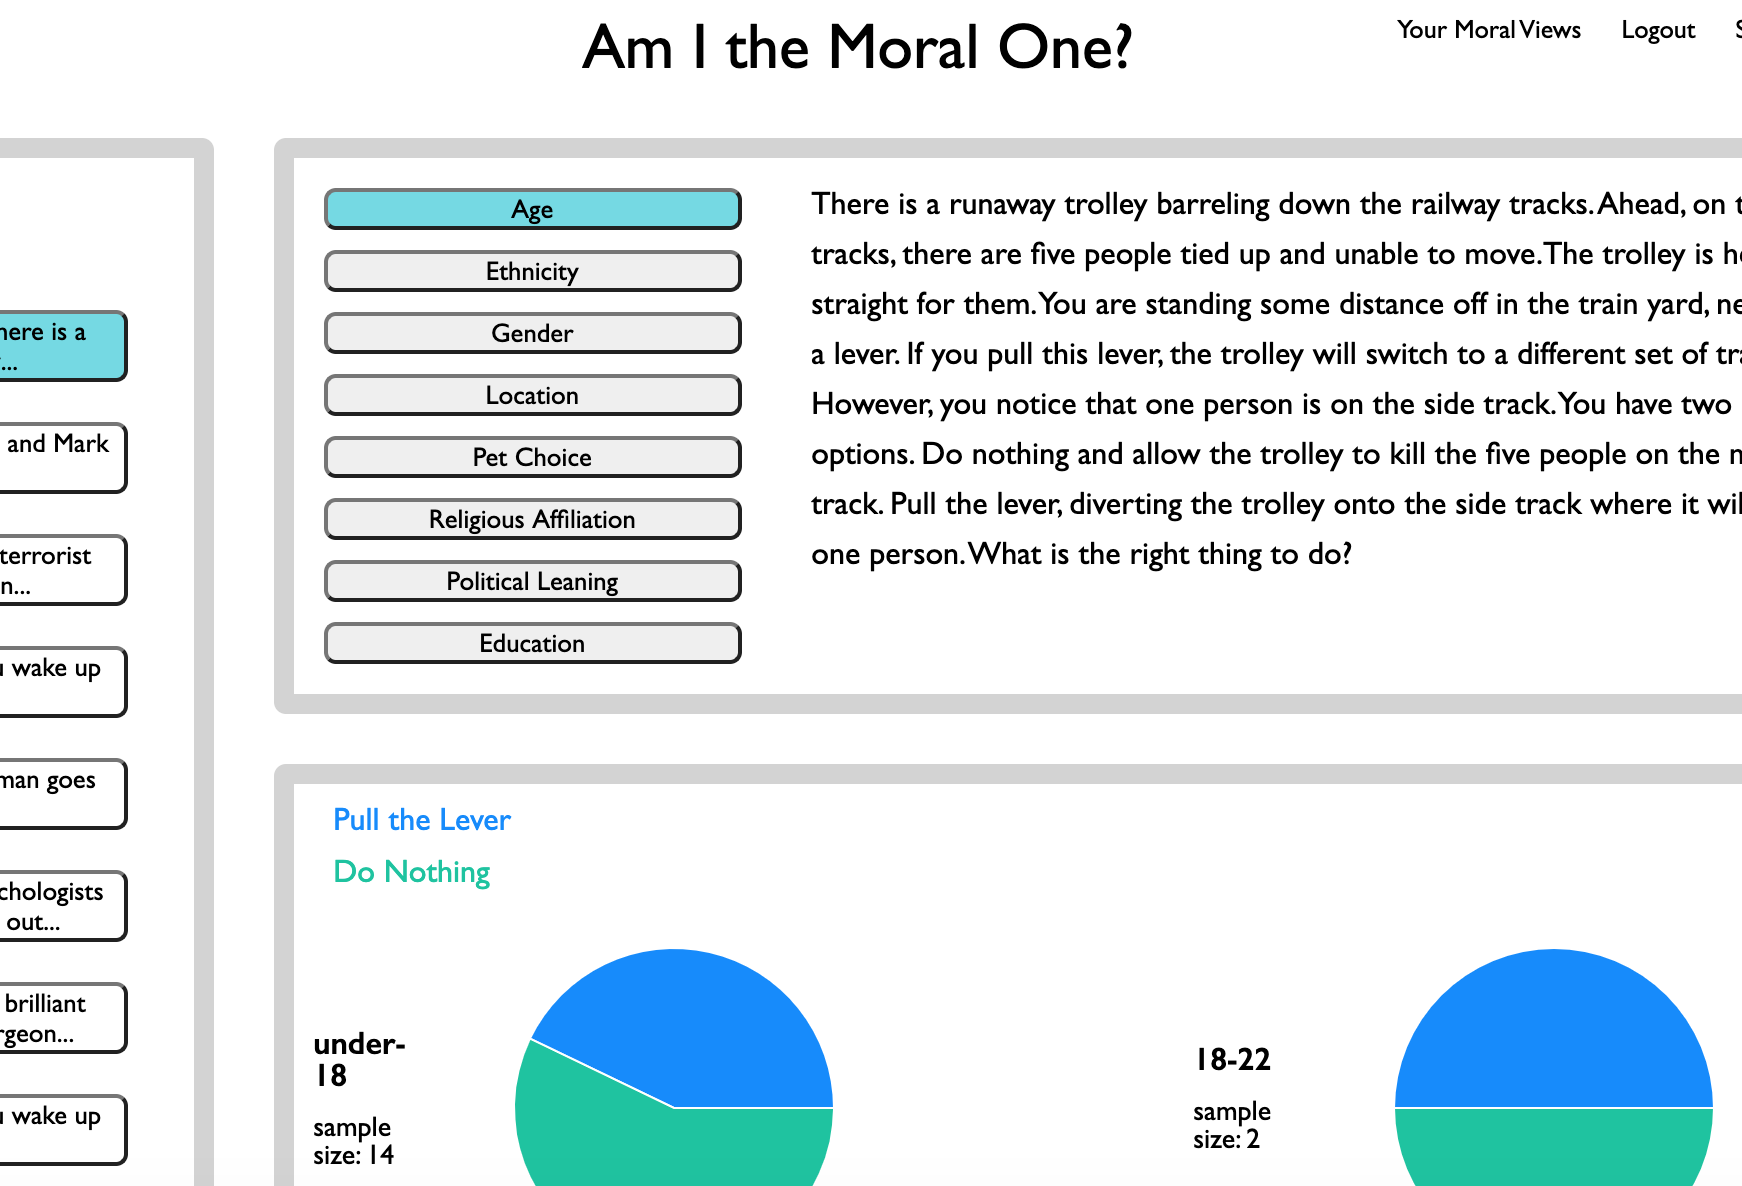 Am I the Moral One?
Your Moral Views
Logout
S
here is a
...
and Mark
terrorist
n...
wake up
man goes
chologists
out...
brilliant
rgeon...
wake up
Age
Ethnicity
Gender
Location
Pet Choice
Religious Affiliation
Political Leaning
Education
There is a runaway trolley barreling down the railway tracks. Ahead, on t
tracks, there are five people tied up and unable to move. The trolley is he
straight for them. You are standing some distance off in the train yard, ne
a lever. If you pull this lever, the trolley will switch to a different set of tra
However, you notice that one person is on the side track. You have two
options. Do nothing and allow the trolley to kill the five people on the m
track. Pull the lever, diverting the trolley onto the side track where it wil
one person. What is the right thing to do?
Pull the Lever
Do Nothing
under-
18
sample
size: 14
18-22
sample
size: 2